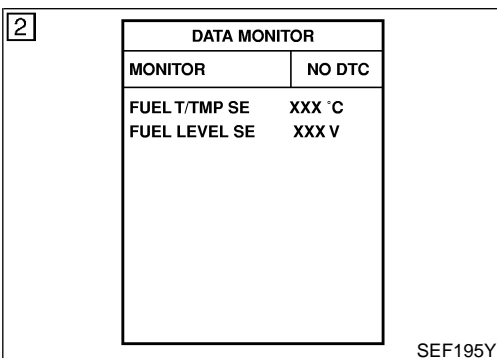 2
DATA MONITOR
MONITOR NO DTC
FUEL T/TMP SE XXX °C
FUEL LEVEL SE XXX V
SEF195Y